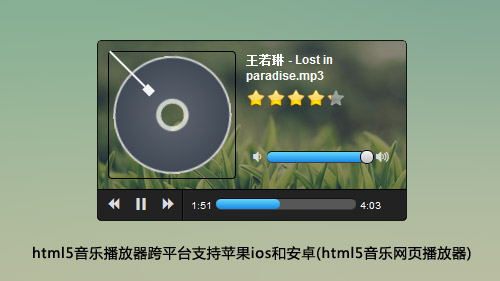 王若琳 - Lost in
paradise.mp3
1:51
4:03
html5音乐播放器跨平台支持苹果ios和安卓(html5音乐网页播放器)